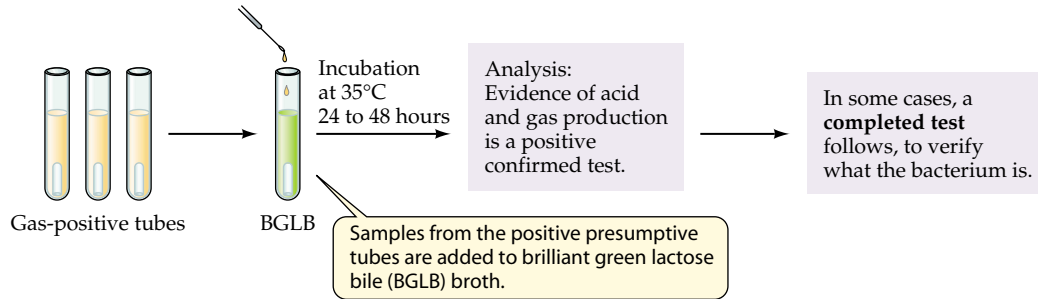 Gas-positive tubes
BGLB
Incubation
at 35°C
24 to 48 hours
Samples from the positive presumptive
tubes are added to brilliant green lactose
bile (BGLB) broth.
Analysis:
Evidence of acid
and gas production
is a positive
confirmed test.
In some cases, a
completed test
follows, to verify
what the bacterium is.